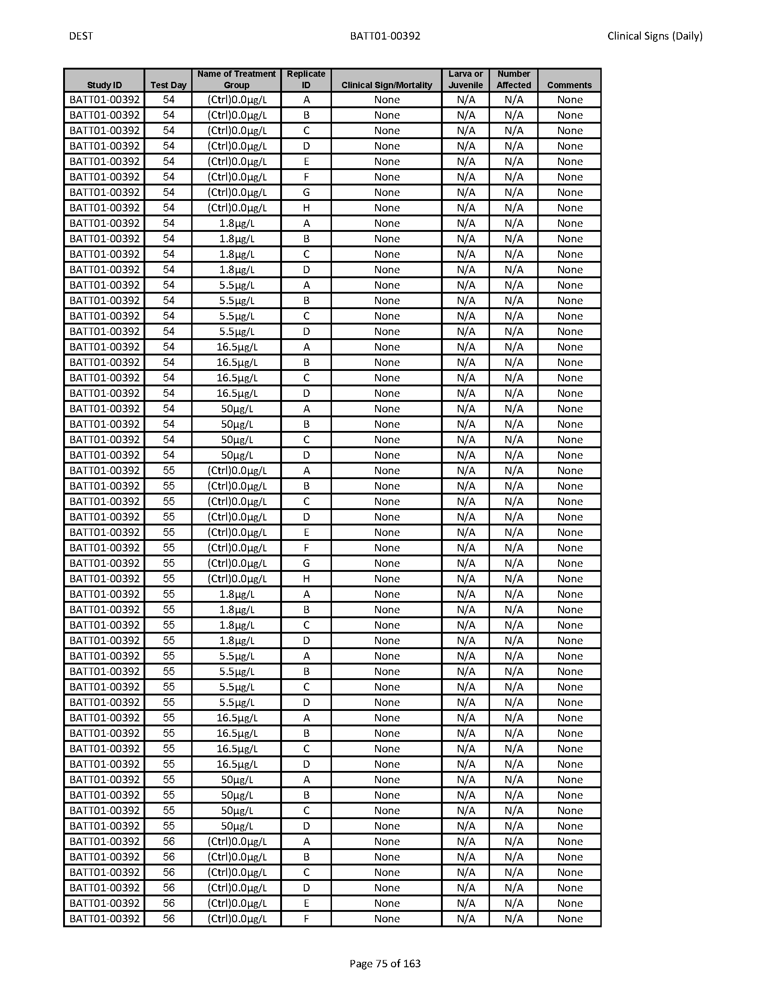 DEST BATT01-00392 Clinical Signs (Daily)
Study ID Test Day Name of Treatment Group Replicate ID Clinical Sign/Mortality Larva or Juvenile Number Affected Comments
BATT01-00392 54 (Ctrl)0.0µg/L A None N/A N/A None
BATT01-00392 54 (Ctrl)0.0µg/L B None N/A N/A None
BATT01-00392 54 (Ctrl)0.0µg/L C None N/A N/A None
BATT01-00392 54 (Ctrl)0.0µg/L D None N/A N/A None
BATT01-00392 54 (Ctrl)0.0µg/L E None N/A N/A None
BATT01-00392 54 (Ctrl)0.0µg/L F None N/A N/A None
BATT01-00392 54 (Ctrl)0.0µg/L G None N/A N/A None
BATT01-00392 54 (Ctrl)0.0µg/L H None N/A N/A None
BATT01-00392 54 1.8µg/L A None N/A N/A None
BATT01-00392 54 1.8µg/L B None N/A N/A None
BATT01-00392 54 1.8µg/L C None N/A N/A None
BATT01-00392 54 1.8µg/L D None N/A N/A None
BATT01-00392 54 5.5µg/L A None N/A N/A None
BATT01-00392 54 5.5µg/L B None N/A N/A None
BATT01-00392 54 5.5µg/L C None N/A N/A None
BATT01-00392 54 5.5µg/L D None N/A N/A None
BATT01-00392 54 16.5µg/L A None N/A N/A None
BATT01-00392 54 16.5µg/L B None N/A N/A None
BATT01-00392 54 16.5µg/L C None N/A N/A None
BATT01-00392 54 16.5µg/L D None N/A N/A None
BATT01-00392 54 50µg/L A None N/A N/A None
BATT01-00392 54 50µg/L B None N/A N/A None
BATT01-00392 54 50µg/L C None N/A N/A None
BATT01-00392 54 50µg/L D None N/A N/A None
BATT01-00392 55 (Ctrl)0.0µg/L A None N/A N/A None
BATT01-00392 55 (Ctrl)0.0µg/L B None N/A N/A None
BATT01-00392 55 (Ctrl)0.0µg/L C None N/A N/A None
BATT01-00392 55 (Ctrl)0.0µg/L D None N/A N/A None
BATT01-00392 55 (Ctrl)0.0µg/L E None N/A N/A None
BATT01-00392 55 (Ctrl)0.0µg/L F None N/A N/A None
BATT01-00392 55 (Ctrl)0.0µg/L G None N/A N/A None
BATT01-00392 55 (Ctrl)0.0µg/L H None N/A N/A None
BATT01-00392 55 1.8µg/L A None N/A N/A None
BATT01-00392 55 1.8µg/L B None N/A N/A None
BATT01-00392 55 1.8µg/L C None N/A N/A None
BATT01-00392 55 1.8µg/L D None N/A N/A None
BATT01-00392 55 5.5µg/L A None N/A N/A None
BATT01-00392 55 5.5µg/L B None N/A N/A None
BATT01-00392 55 5.5µg/L C None N/A N/A None
BATT01-00392 55 5.5µg/L D None N/A N/A None
BATT01-00392 55 16.5µg/L A None N/A N/A None
BATT01-00392 55 16.5µg/L B None N/A N/A None
BATT01-00392 55 16.5µg/L C None N/A N/A None
BATT01-00392 55 16.5µg/L D None N/A N/A None
BATT01-00392 55 50µg/L A None N/A N/A None
BATT01-00392 55 50µg/L B None N/A N/A None
BATT01-00392 55 50µg/L C None N/A N/A None
BATT01-00392 55 50µg/L D None N/A N/A None
BATT01-00392 56 (Ctrl)0.0µg/L A None N/A N/A None
BATT01-00392 56 (Ctrl)0.0µg/L B None N/A N/A None
BATT01-00392 56 (Ctrl)0.0µg/L C None N/A N/A None
BATT01-00392 56 (Ctrl)0.0µg/L D None N/A N/A None
BATT01-00392 56 (Ctrl)0.0µg/L E None N/A N/A None
BATT01-00392 56 (Ctrl)0.0µg/L F None N/A N/A None
Page 75 of 163